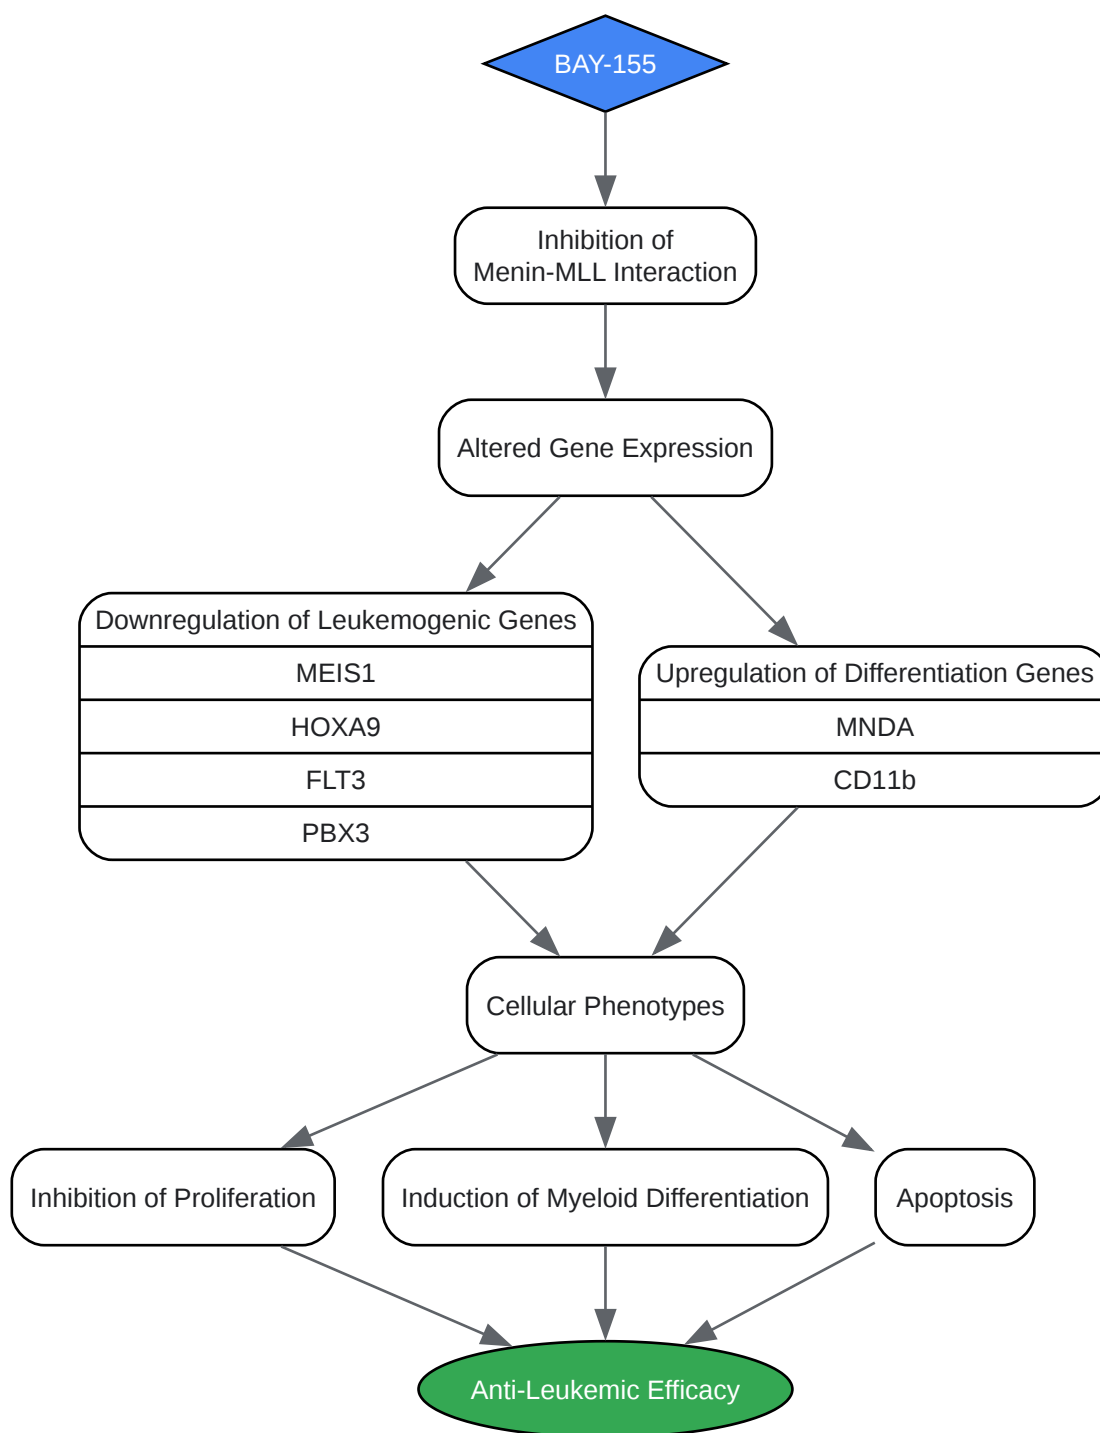 BAY-155
Inhibition of
Menin-MLL Interaction
Altered Gene Expression
Downregulation of Leukemogenic Genes
MEIS1
HOXA9
FLT3
PBX3
Upregulation of Differentiation Genes
MNDA
CD11b
Cellular Phenotypes
Inhibition of Proliferation
Induction of Myeloid Differentiation
Apoptosis
Anti-Leukemic Efficacy